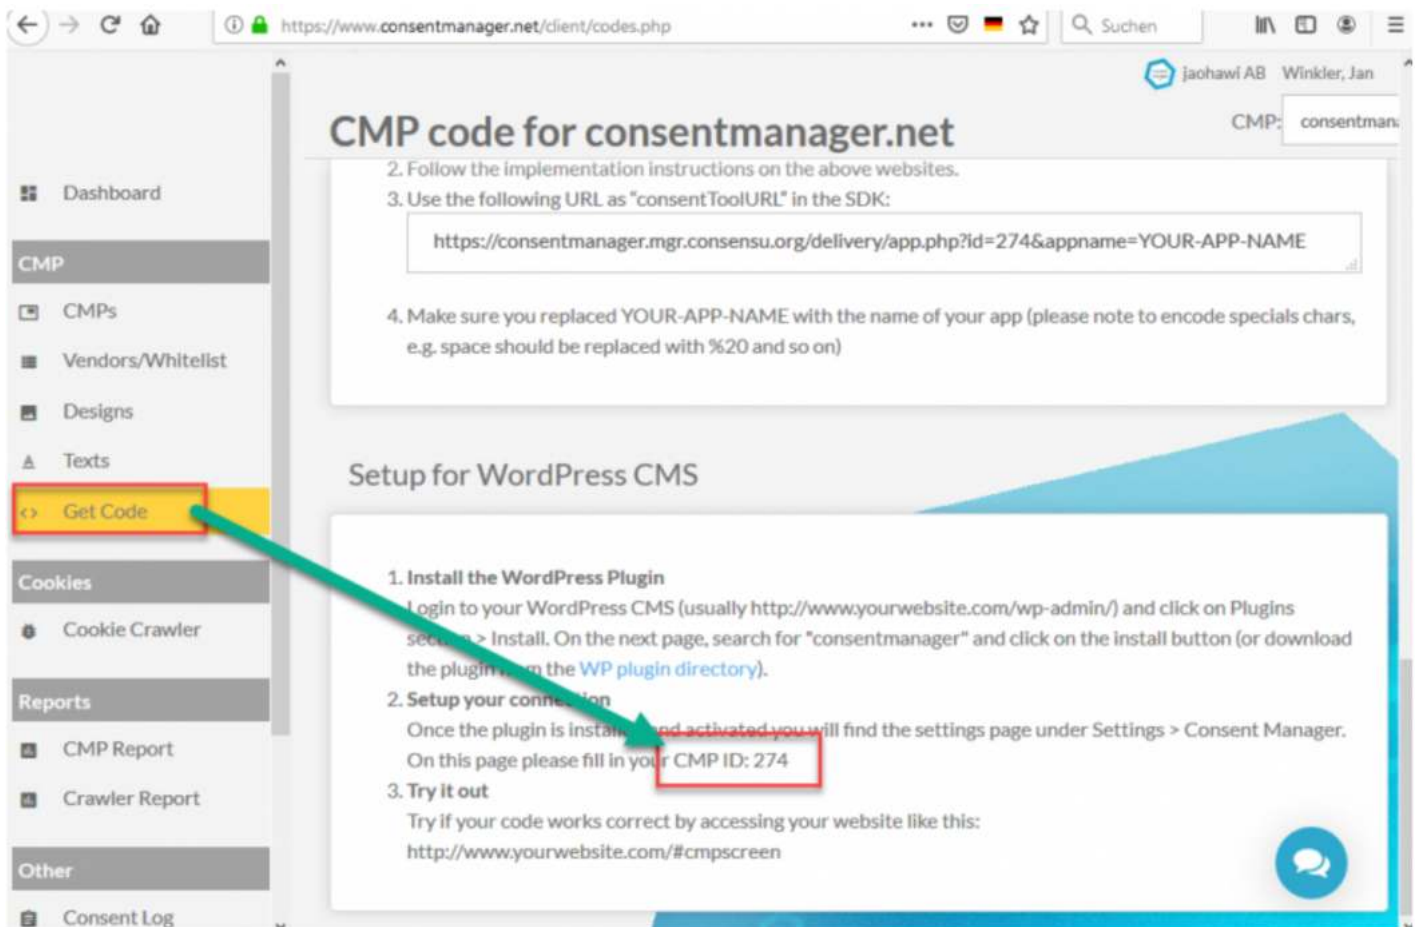 https://www.consentmanager.net/client/codes.php
Suchen
jaohawi AB Winkler, Jan
CMP code for consentmanager.net
CMP:
2. Follow the implementation instructions on the above websites.
3. Use the following URL as "consentToolURL" in the SDK:
https://consentmanager.mgr.consensu.org/delivery/app.php?id=274&appname=YOUR-APP-NAME
4. Make sure you replaced YOUR-APP-NAME with the name of your app (please note to encode specials chars,
e.g. space should be replaced with %20 and so on)
Dashboard
CMP
CMPs
Vendors/Whitelist
Designs
Texts
Get Code
Cookies
Cookie Crawler
Reports
CMP Report
Crawler Report
Other
Consent Log
Setup for WordPress CMS
1. Install the WordPress Plugin
Login to your WordPress CMS (usually http://www.yourwebsite.com/wp-admin/) and click on Plugins
> Install. On the next page, search for "consentmanager" and click on the install button (or download
the plugin the WP plugin directory).
2. Setup your connection
Once the plugin is and activated you will find the settings page under Settings > Consent Manager.
On this page please fill in your CMP ID: 274
3. Try it out
Try if your code works correct by accessing your website like this:
http://www.yourwebsite.com/#cmpscreen